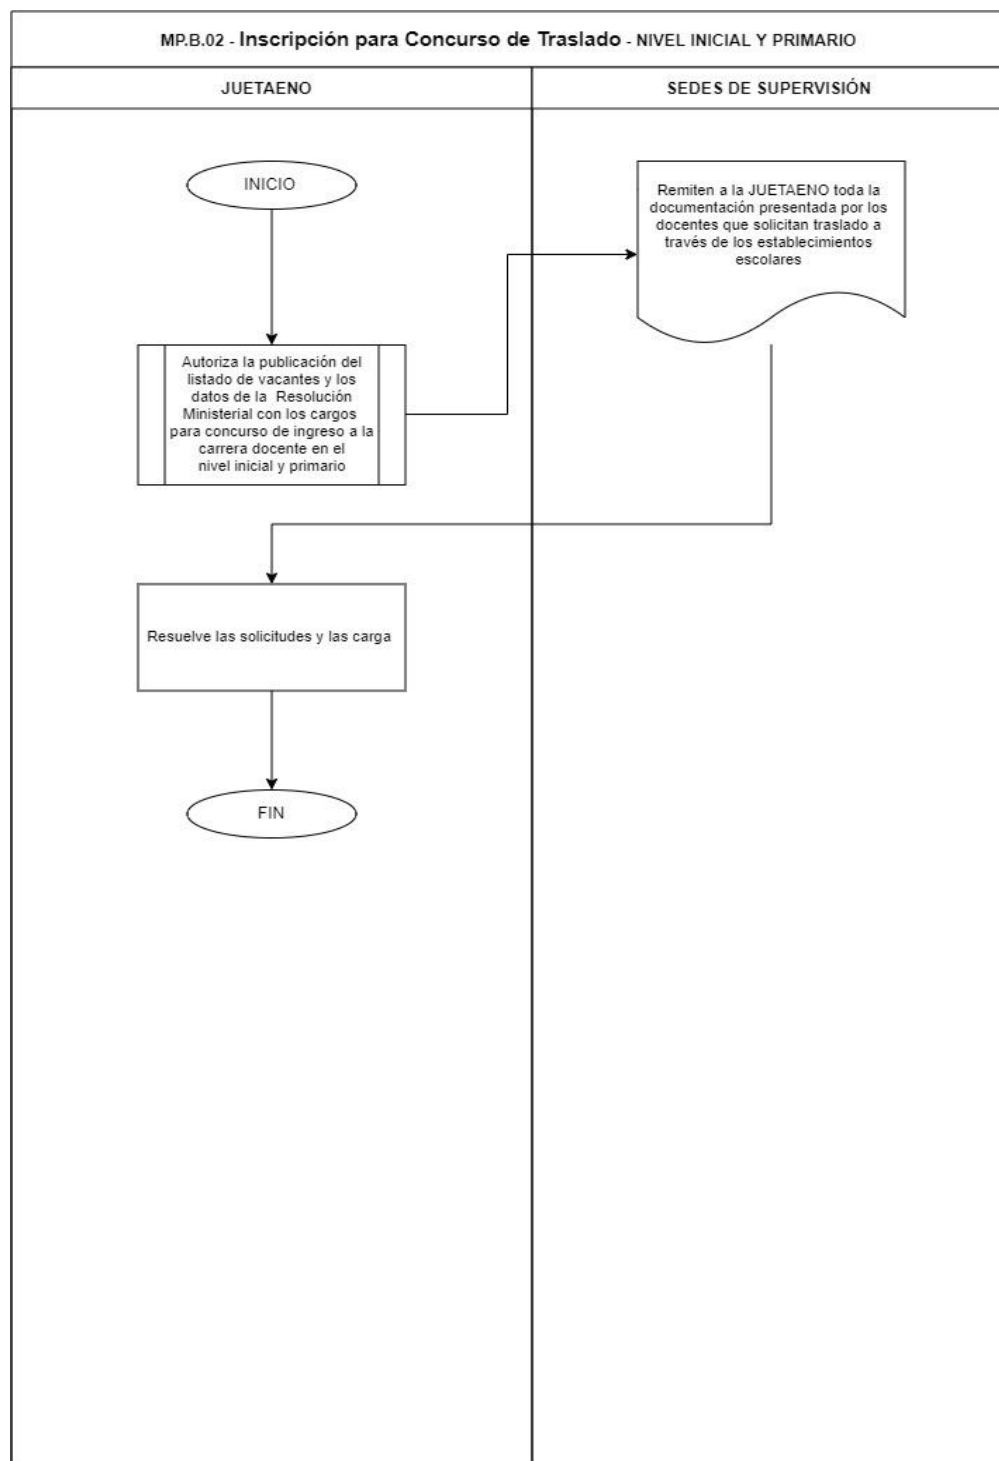 MP.B.02 - Inscripción para Concurso de Traslado - NIVEL INICIAL Y PRIMARIO
JUETAENO
SEDES DE SUPERVISIÓN
INICIO
Remiten a la JUETAENO toda la
documentación presentada por los
docentes que solicitan traslado a
través de los establecimientos
escolares
Autoriza la publicación del
listado de vacantes y los
datos de la Resolución
Ministerial con los cargos
para concurso de ingreso a la
carrera docente en el
nivel inicial y primario
Resuelve las solicitudes y las carga
FIN